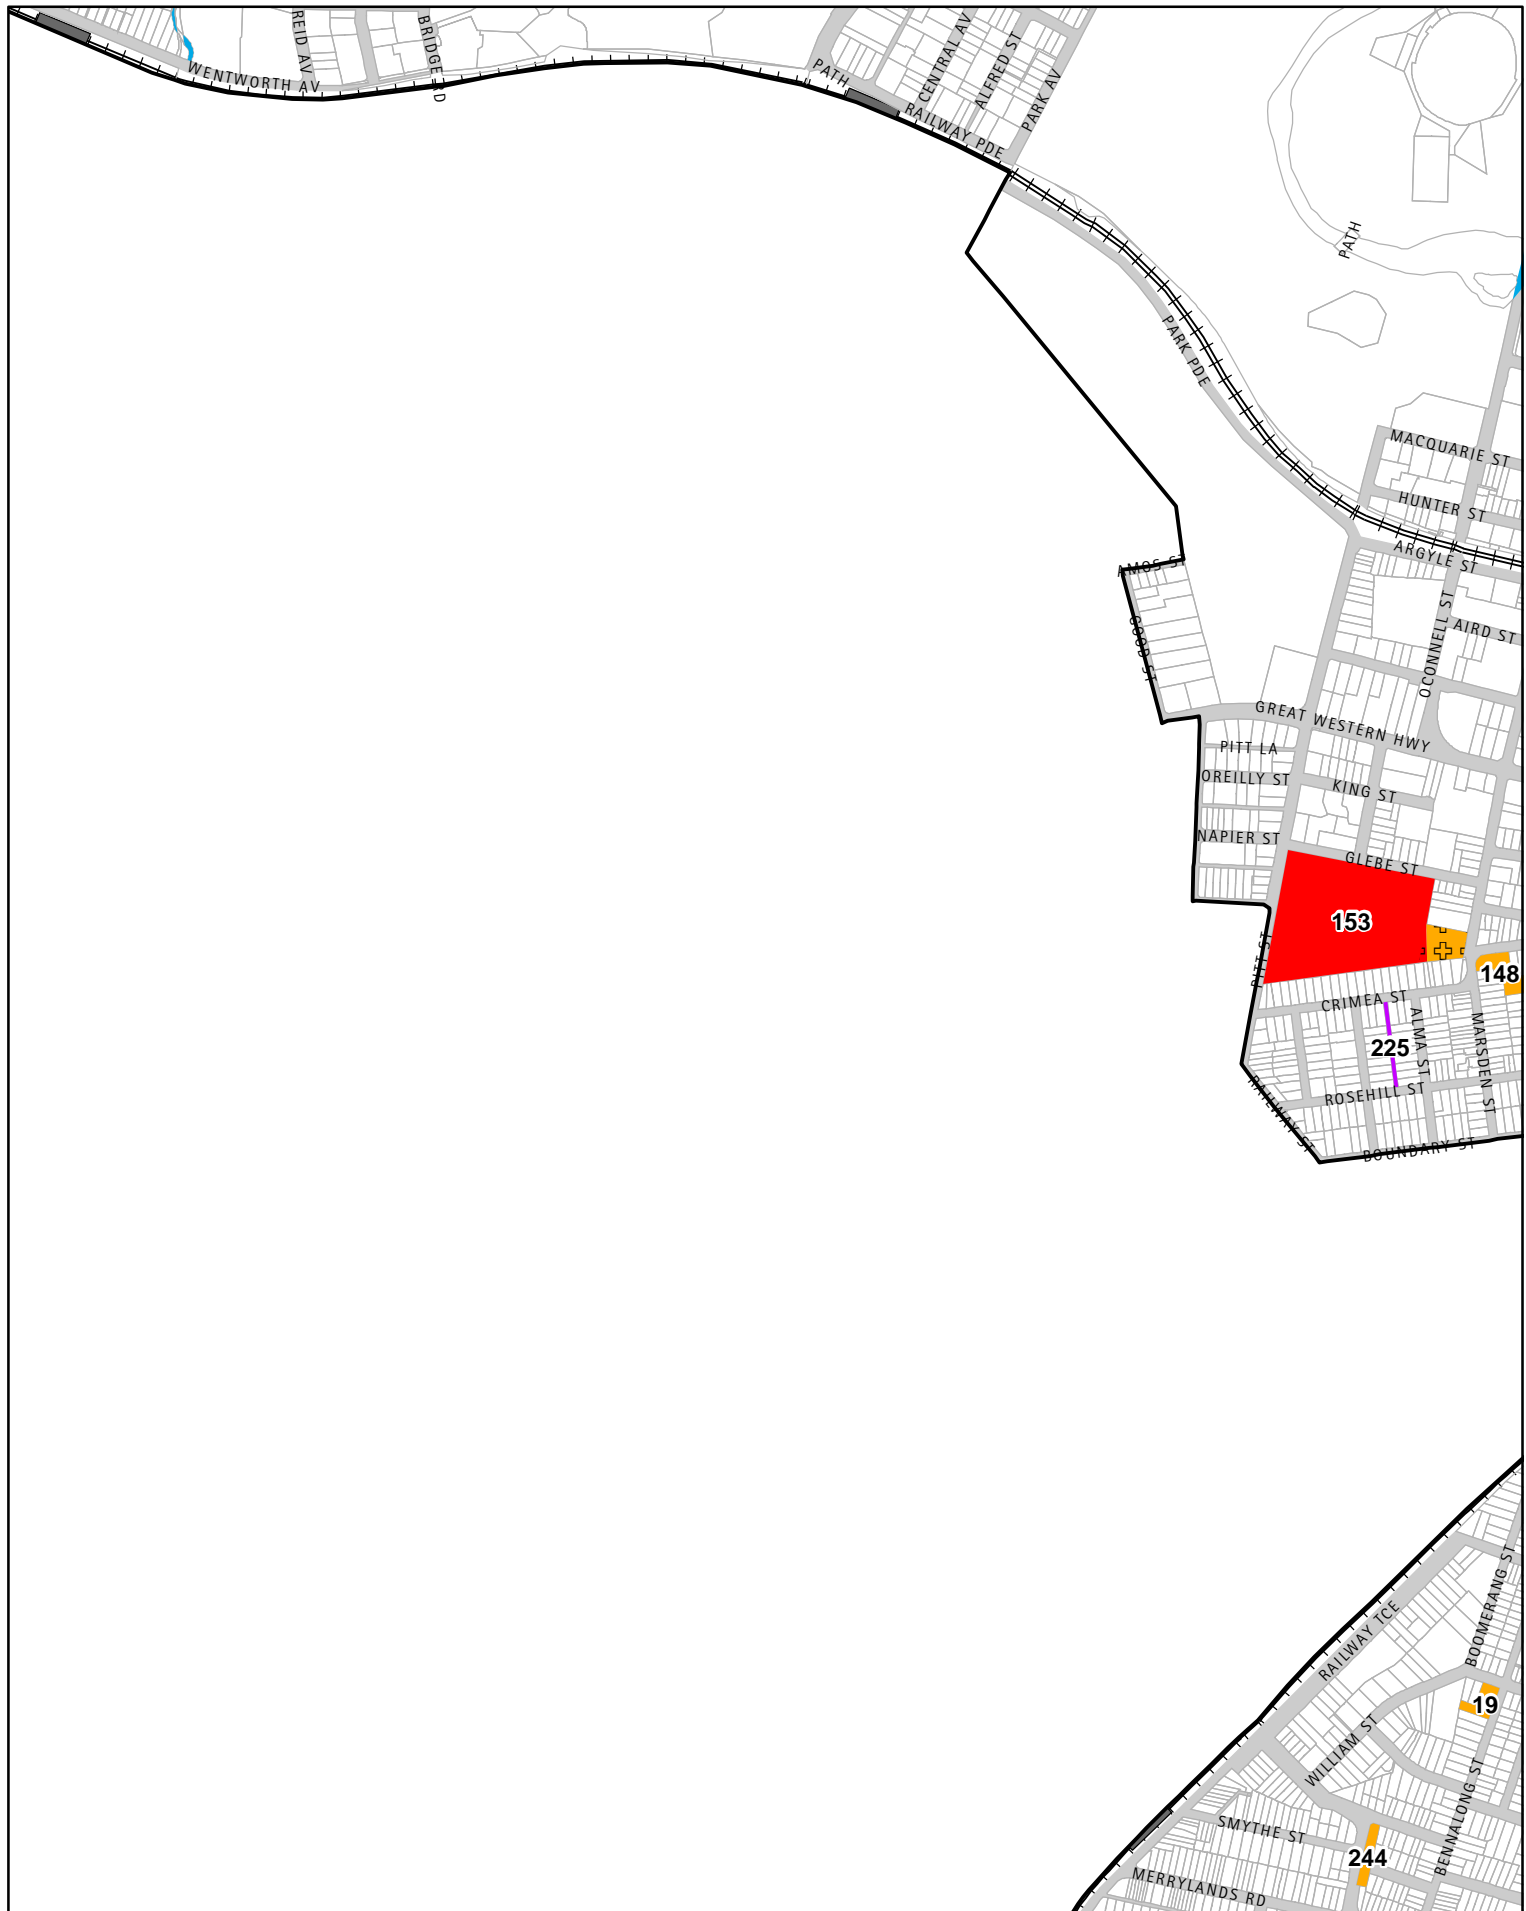 REID AV
BRIDGE RD
WENTWORTH AV
PATH
CENTRAL AV
ALFRED ST
PARK AV
RAILWAY PDE
PATH
PARK PDE
MACQUARIE ST
HUNTER ST
ARGYLE ST
AMOS ST
GOOD ST
OCONNELL ST
AIRD ST
GREAT WESTERN HWY
PITT LA
OREILLY ST
KING ST
NAPIER ST
GLEBE ST
153
PITT ST
148
CRIMEA ST
225
ALMA ST
MARSDEN ST
ROSEHILL ST
RAILWAY ST
BOUNDARY ST
BOOMERANG ST
RAILWAY TCE
19
WILLIAM ST
BENNALONG ST
SMYTHE ST
244
MERRYLANDS RD